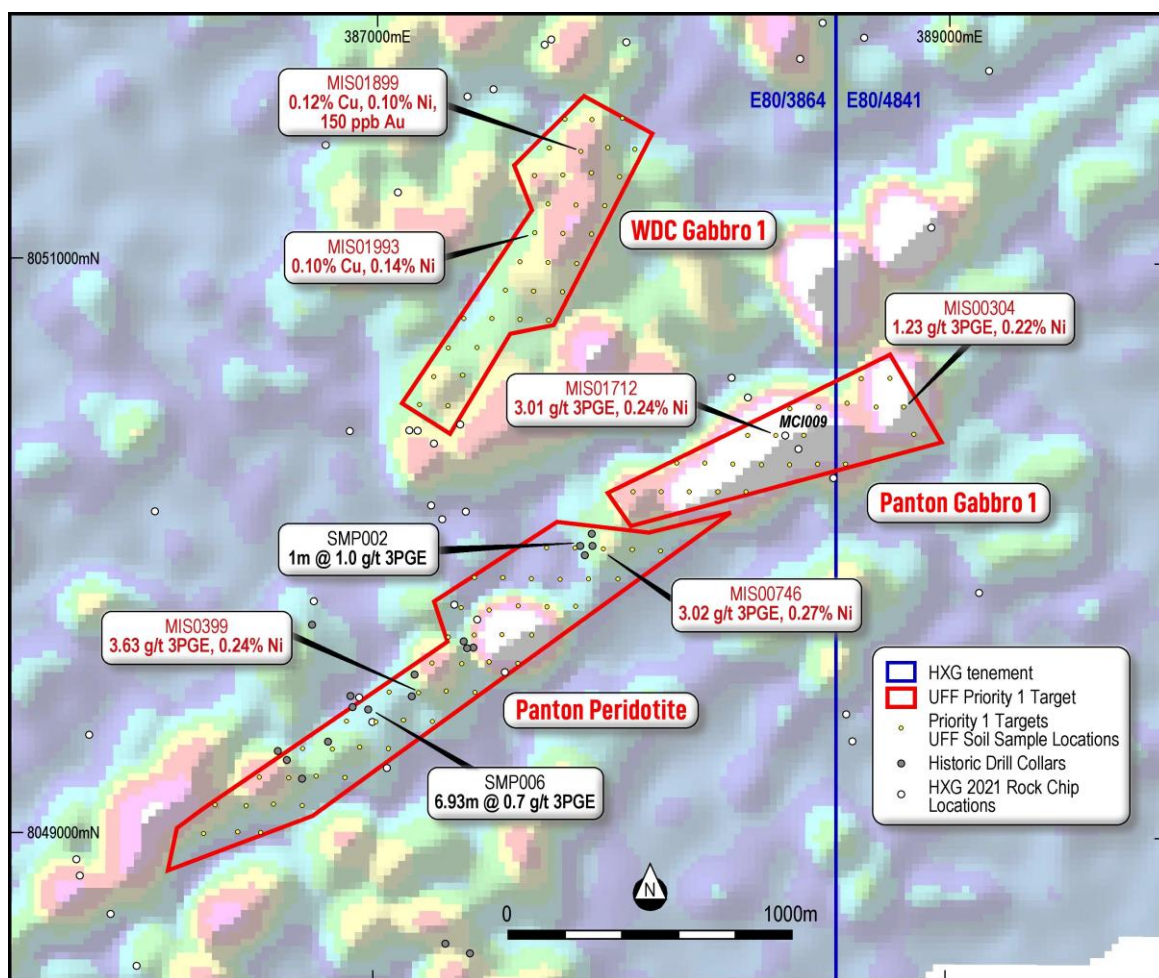 387000mE
389000mE
MIS01899
0.12% Cu, 0.10% Ni,
150 ppb Au
E80/3864
E80/4841
WDC Gabbro 1
MIS01993
0.10% Cu, 0.14% Ni
8051000mN
MIS00304
1.23 g/t 3PGE, 0.22% Ni
MIS01712
3.01 g/t 3PGE, 0.24% Ni
MCI009
Panton Gabbro 1
SMP002
1m @ 1.0 g/t 3PGE
MIS00746
3.02 g/t 3PGE, 0.27% Ni
MIS0399
3.63 g/t 3PGE, 0.24% Ni
Panton Peridotite
SMP006
6.93m @ 0.7 g/t 3PGE
8049000mN
HXG tenement
UFF Priority 1 Target
Priority 1 Targets
UFF Soil Sample Locations
Historic Drill Collars
HXG 2021 Rock Chip
Locations
N
0
1000m